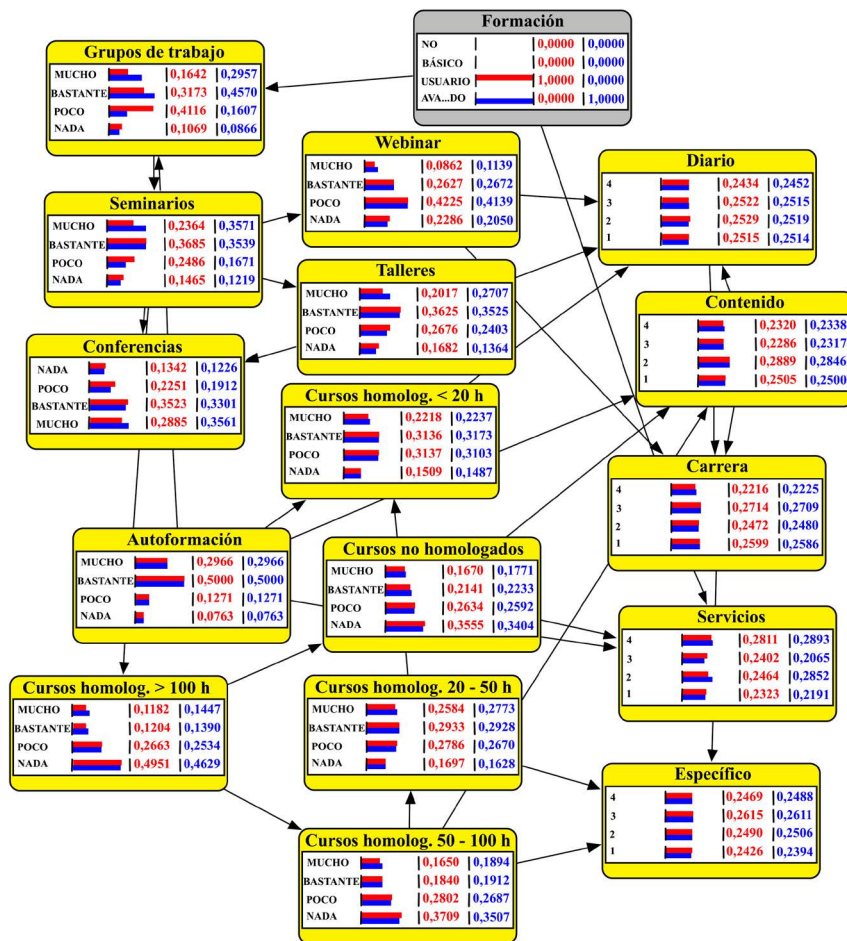 Formación
NO 0,0000 0,0000
BÁSICO 0,0000 0,0000
USUARIO 1,0000 0,0000
AVA...DO 0,0000 1,0000
Grupos de trabajo
MUCHO 0,1642 0,2957
BASTANTE 0,3173 0,4570
POCO 0,4116 0,1607
NADA 0,1069 0,0866
Webinar
MUCHO 0,0862 0,1139
BASTANTE 0,2627 0,2672
POCO 0,4225 0,4139
NADA 0,2286 0,2050
Diario
4 0,2434 0,2452
3 0,2522 0,2515
2 0,2529 0,2519
1 0,2515 0,2514
Seminarios
MUCHO 0,2364 0,3571
BASTANTE 0,3685 0,3539
POCO 0,2486 0,1671
NADA 0,1465 0,1219
Talleres
MUCHO 0,2017 0,2707
BASTANTE 0,3625 0,3525
POCO 0,2676 0,2403
NADA 0,1682 0,1364
Contenido
4 0,2320 0,2338
3 0,2286 0,2317
2 0,2889 0,2846
1 0,2505 0,2500
Conferencias
NADA 0,1342 0,1226
POCO 0,2251 0,1912
BASTANTE 0,3523 0,3301
MUCHO 0,2885 0,3561
Cursos homolog. < 20 h
MUCHO 0,2218 0,2237
BASTANTE 0,3136 0,3173
POCO 0,3137 0,3103
NADA 0,1509 0,1487
Carrera
4 0,2216 0,2225
3 0,2714 0,2709
2 0,2472 0,2480
1 0,2599 0,2586
Autoformación
MUCHO 0,2966 0,2966
BASTANTE 0,5000 0,5000
POCO 0,1271 0,1271
NADA 0,0763 0,0763
Cursos no homologados
MUCHO 0,1670 0,1771
BASTANTE 0,2141 0,2233
POCO 0,2634 0,2592
NADA 0,3555 0,3404
Servicios
4 0,2811 0,2893
3 0,2402 0,2065
2 0,2464 0,2852
1 0,2323 0,2191
Cursos homolog. > 100 h
MUCHO 0,1182 0,1447
BASTANTE 0,1204 0,1390
POCO 0,2663 0,2534
NADA 0,4951 0,4629
Cursos homolog. 20 - 50 h
MUCHO 0,2584 0,2773
BASTANTE 0,2933 0,2928
POCO 0,2786 0,2670
NADA 0,1697 0,1628
Específico
4 0,2469 0,2488
3 0,2615 0,2611
2 0,2490 0,2506
1 0,2426 0,2394
Cursos homolog. 50 - 100 h
MUCHO 0,1650 0,1894
BASTANTE 0,1840 0,1912
POCO 0,2802 0,2687
NADA 0,3709 0,3507